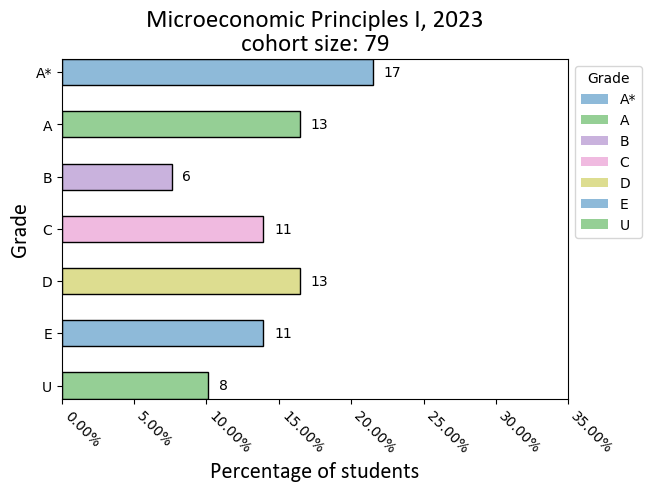 Microeconomic Principles I, 2023
cohort size: 79
A*
17
A
13
B
6
C
11
D
13
E
11
U
8
Grade
0.00%
5.00%
10.00%
15.00%
20.00%
25.00%
30.00%
35.00%
Percentage of students
Grade
A*
A
B
C
D
E
U